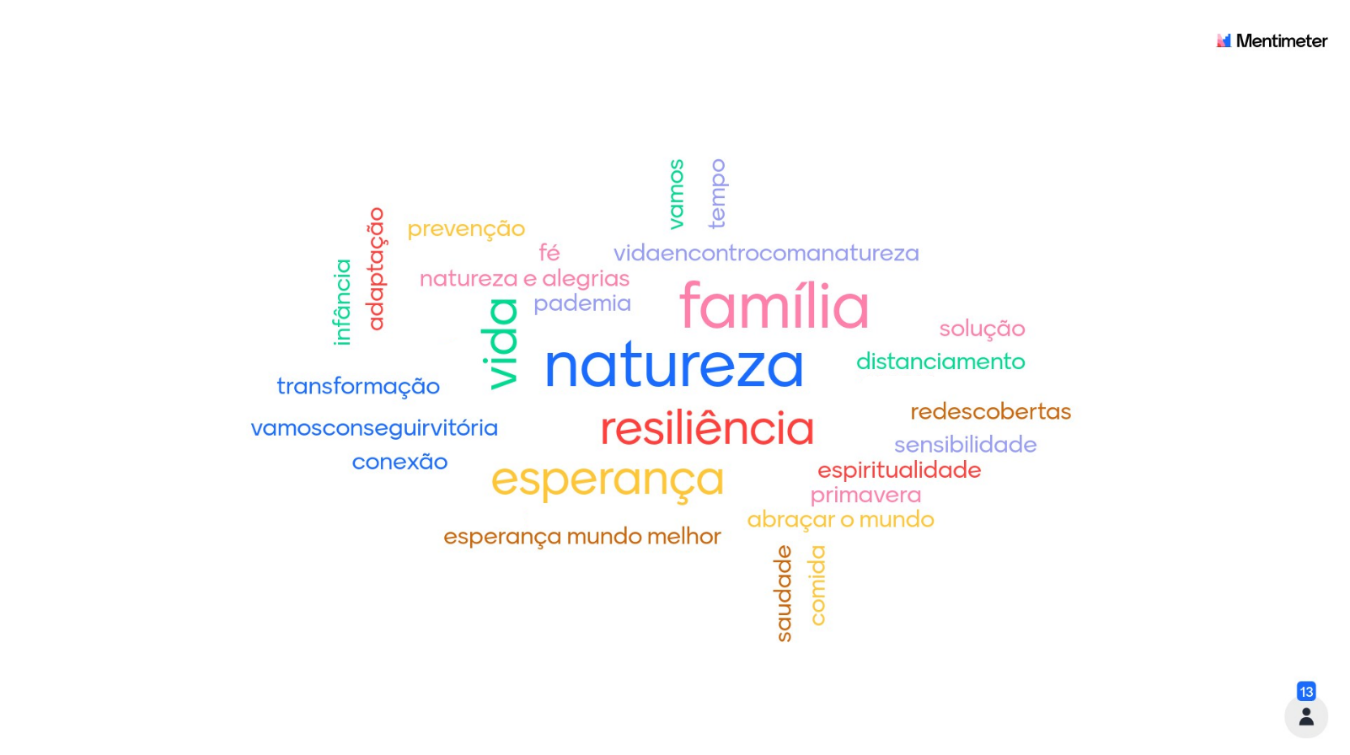 Mentimeter
vamos
tempo
adaptação
prevenção
fé
vidaencontrocomanatureza
infância
natureza e alegrias
pademia
família
vida
solução
natureza
distanciamento
transformação
redescobertas
vamosconseguirvitória
resiliência
sensibilidade
conexão
espiritualidade
esperança
primavera
abraçar o mundo
esperança mundo melhor
saudade
comida
13